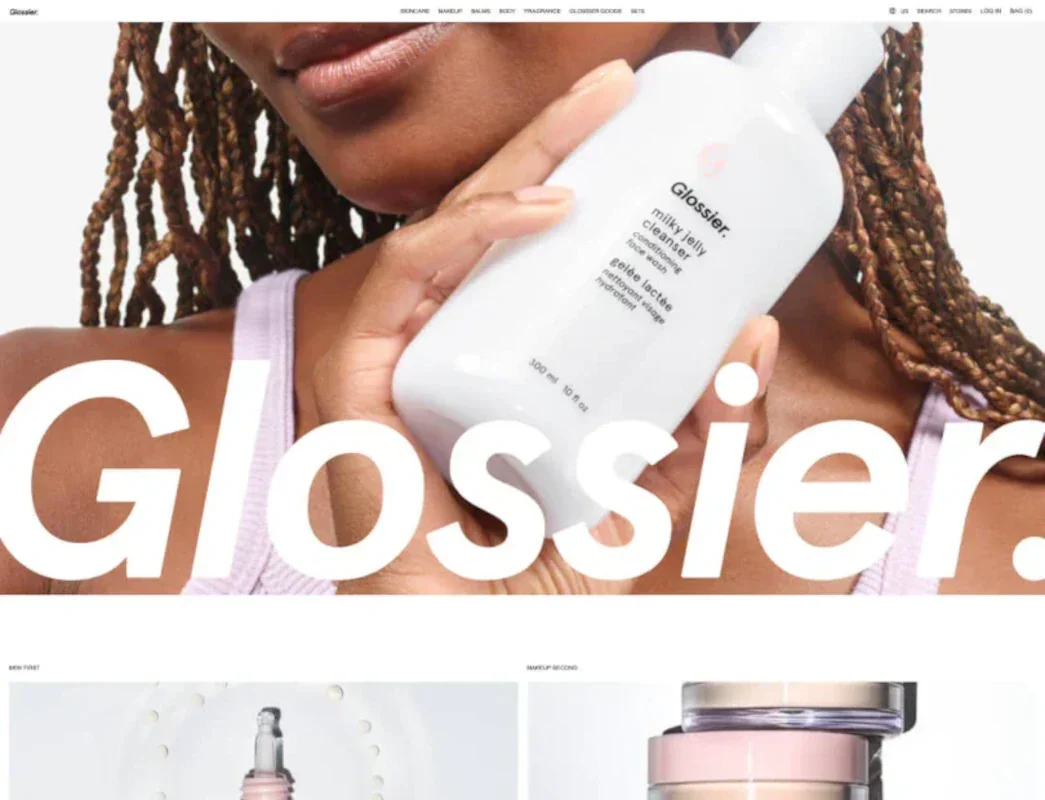 Glossier.
SKINCARE MAKEUP BALMS BODY FRAGRANCE GLOSSIER GOODS SETS
US SEARCH STORES LOG IN BAG (0)
Glossier.
milky jelly
cleanser
conditioning
face wash
gelée lactée
nettoyant visage
hydratant
300 ml 10 fl oz
Glossier.
SKIN FIRST
MAKEUP SECOND